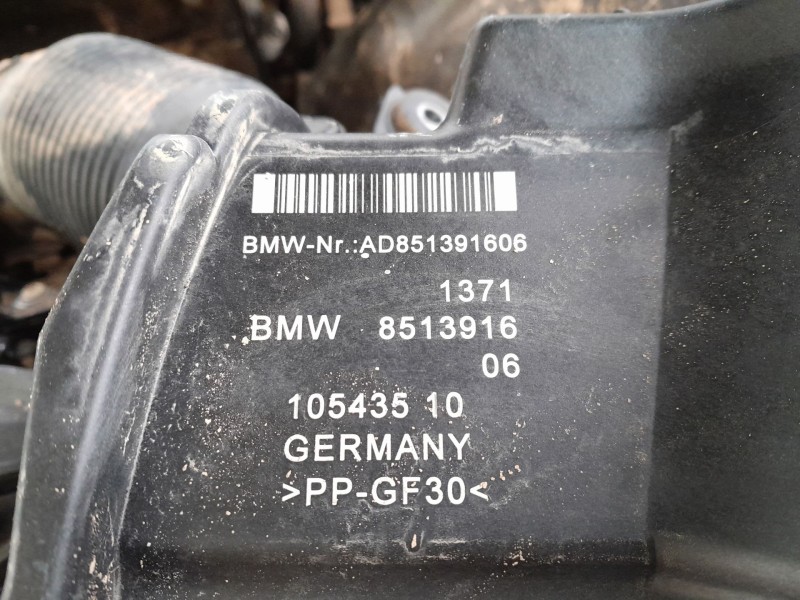 BMW-Nr.:AD851391606
1371
BMW 8513916
06
105435 10
GERMANY
>PP-GF30<